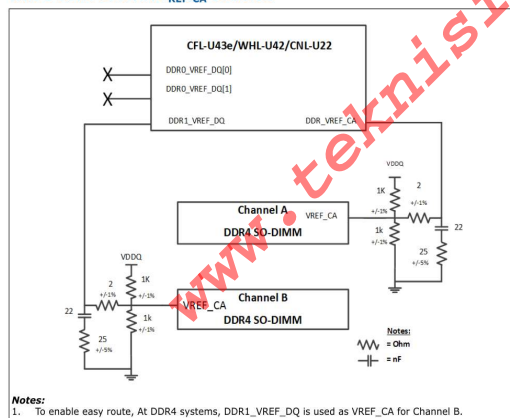 REF_CA
CFL-U43e/WHL-U42/CNL-U22
DDR0_VREF_DQ[0]
DDR0_VREF_DQ[1]
DDR1_VREF_DQ
DDR_VREF_CA
X
X
VDDQ
1K
+/-1%
1k
+/-1%
2
+/-1%
22
25
+/-5%
Channel A
VREF_CA
DDR4 SO-DIMM
VDDQ
2
+/-1%
1K
+/-1%
1k
+/-1%
22
25
+/-5%
Channel B
VREF_CA
DDR4 SO-DIMM
Notes:
= Ohm
= nF
www.teknisi
Notes:
1. To enable easy route, At DDR4 systems, DDR1_VREF_DQ is used as VREF_CA for Channel B.